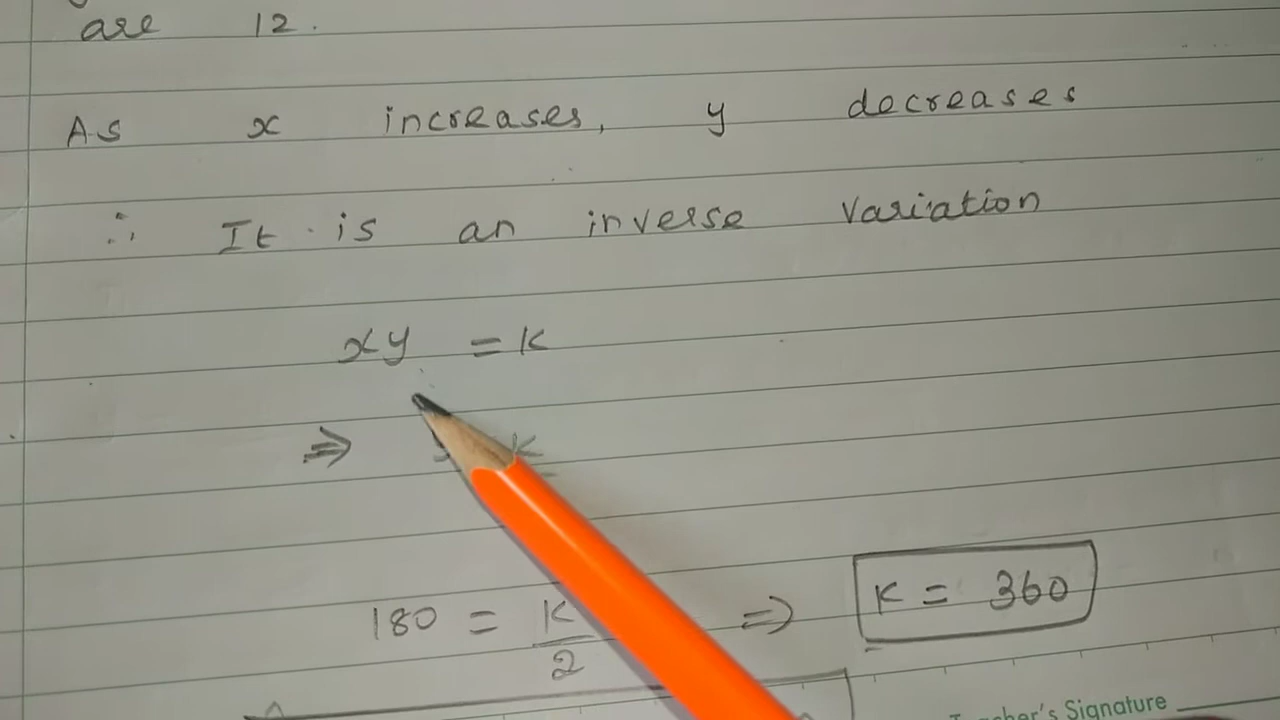 are 12.
As x increases, y decreases
∴ It is an inverse variation
xy = K
⇒ K
180 = K/2 ⇒ K = 360
Teacher's Signature